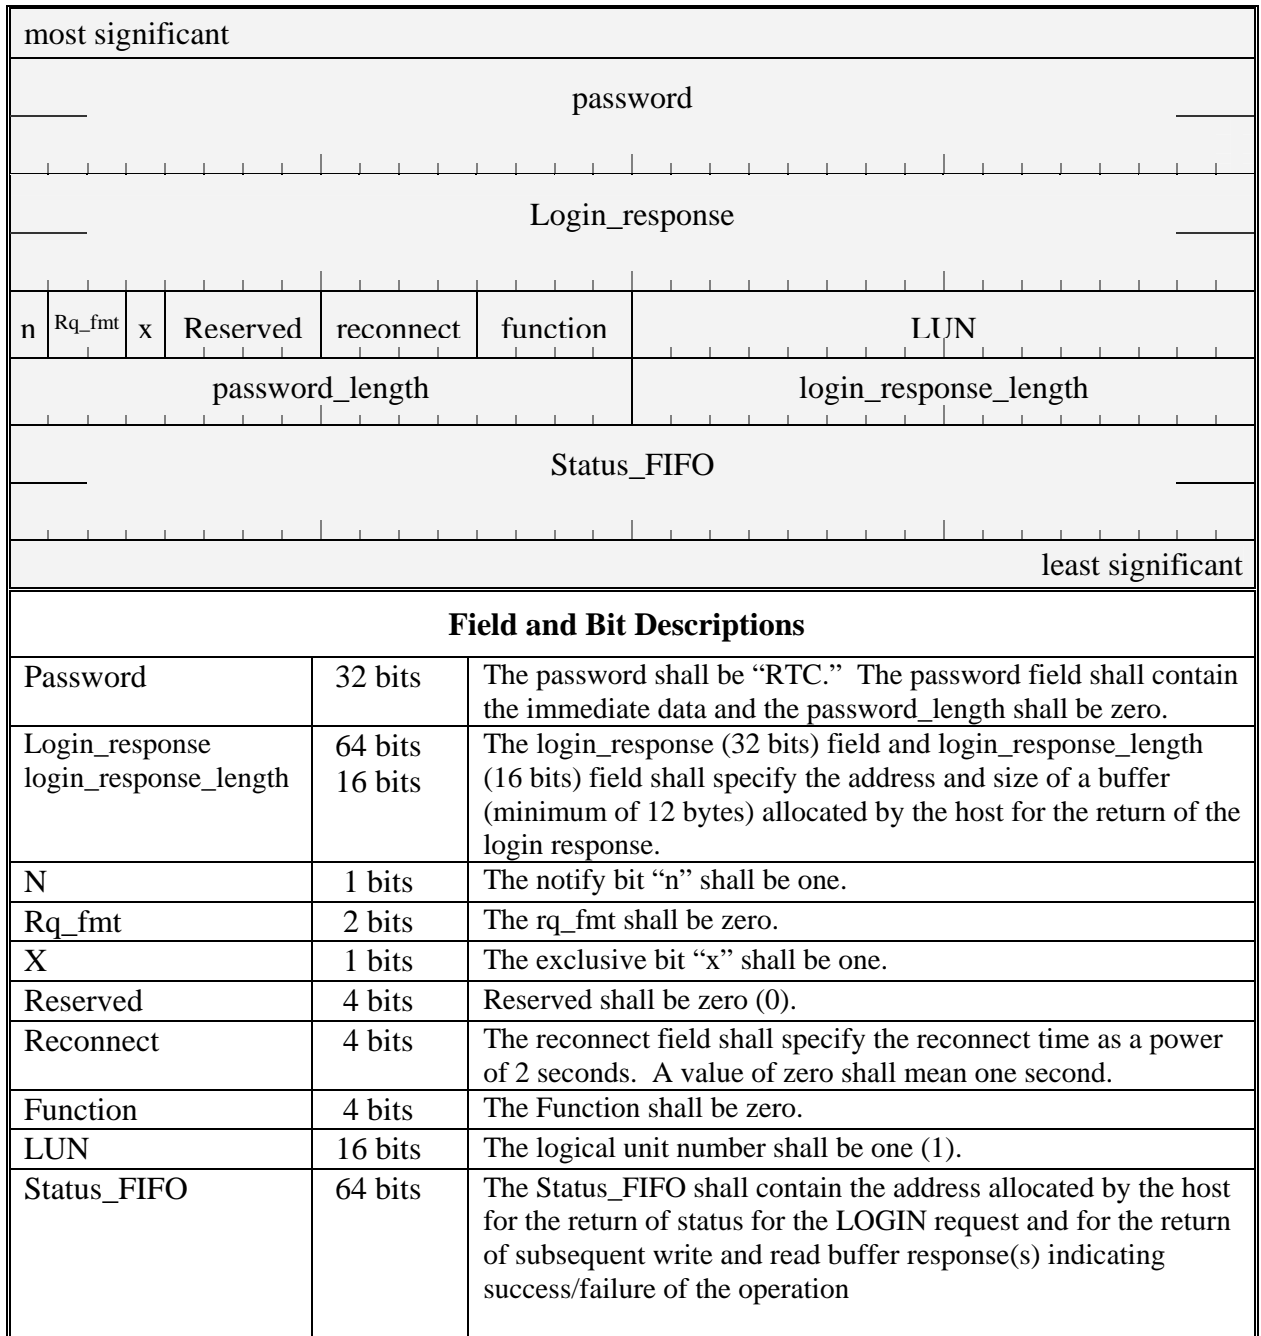 most significant
password
Login_response
n Rq_fmt x Reserved reconnect function LUN
password_length login_response_length
Status_FIFO
least significant
Field and Bit Descriptions
Password 32 bits The password shall be “RTC.” The password field shall contain
the immediate data and the password_length shall be zero.
Login_response 64 bits The login_response (32 bits) field and login_response_length
login_response_length 16 bits (16 bits) field shall specify the address and size of a buffer
(minimum of 12 bytes) allocated by the host for the return of the
login response.
N 1 bits The notify bit “n” shall be one.
Rq_fmt 2 bits The rq_fmt shall be zero.
X 1 bits The exclusive bit “x” shall be one.
Reserved 4 bits Reserved shall be zero (0).
Reconnect 4 bits The reconnect field shall specify the reconnect time as a power
of 2 seconds. A value of zero shall mean one second.
Function 4 bits The Function shall be zero.
LUN 16 bits The logical unit number shall be one (1).
Status_FIFO 64 bits The Status_FIFO shall contain the address allocated by the host
for the return of status for the LOGIN request and for the return
of subsequent write and read buffer response(s) indicating
success/failure of the operation